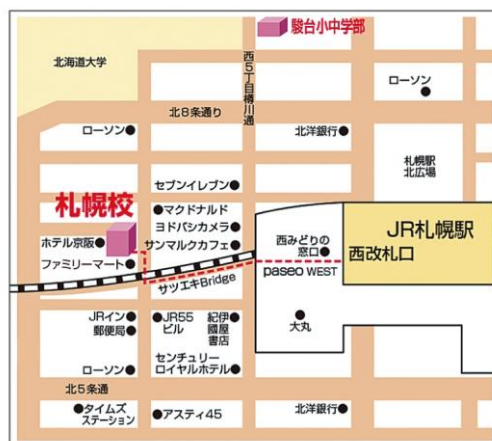 駿台小中学部
北海道大学
西5丁目樽川通
ローソン
北8条通り
ローソン
北洋銀行
札幌駅
北広場
セブンイレブン
札幌校
マクドナルド
ヨドバシカメラ
サンマルクカフェ
ホテル京阪
ファミリーマート
西みどりの
窓口
JR札幌駅
西改札口
paseo WEST
サツエキBridge
JRイン
郵便局
JR55
ビル
紀伊
國屋
書店
大丸
ローソン
センチュリー
ロイヤルホテル
北5条通
タイムズ
ステーション
アスティ45
北洋銀行